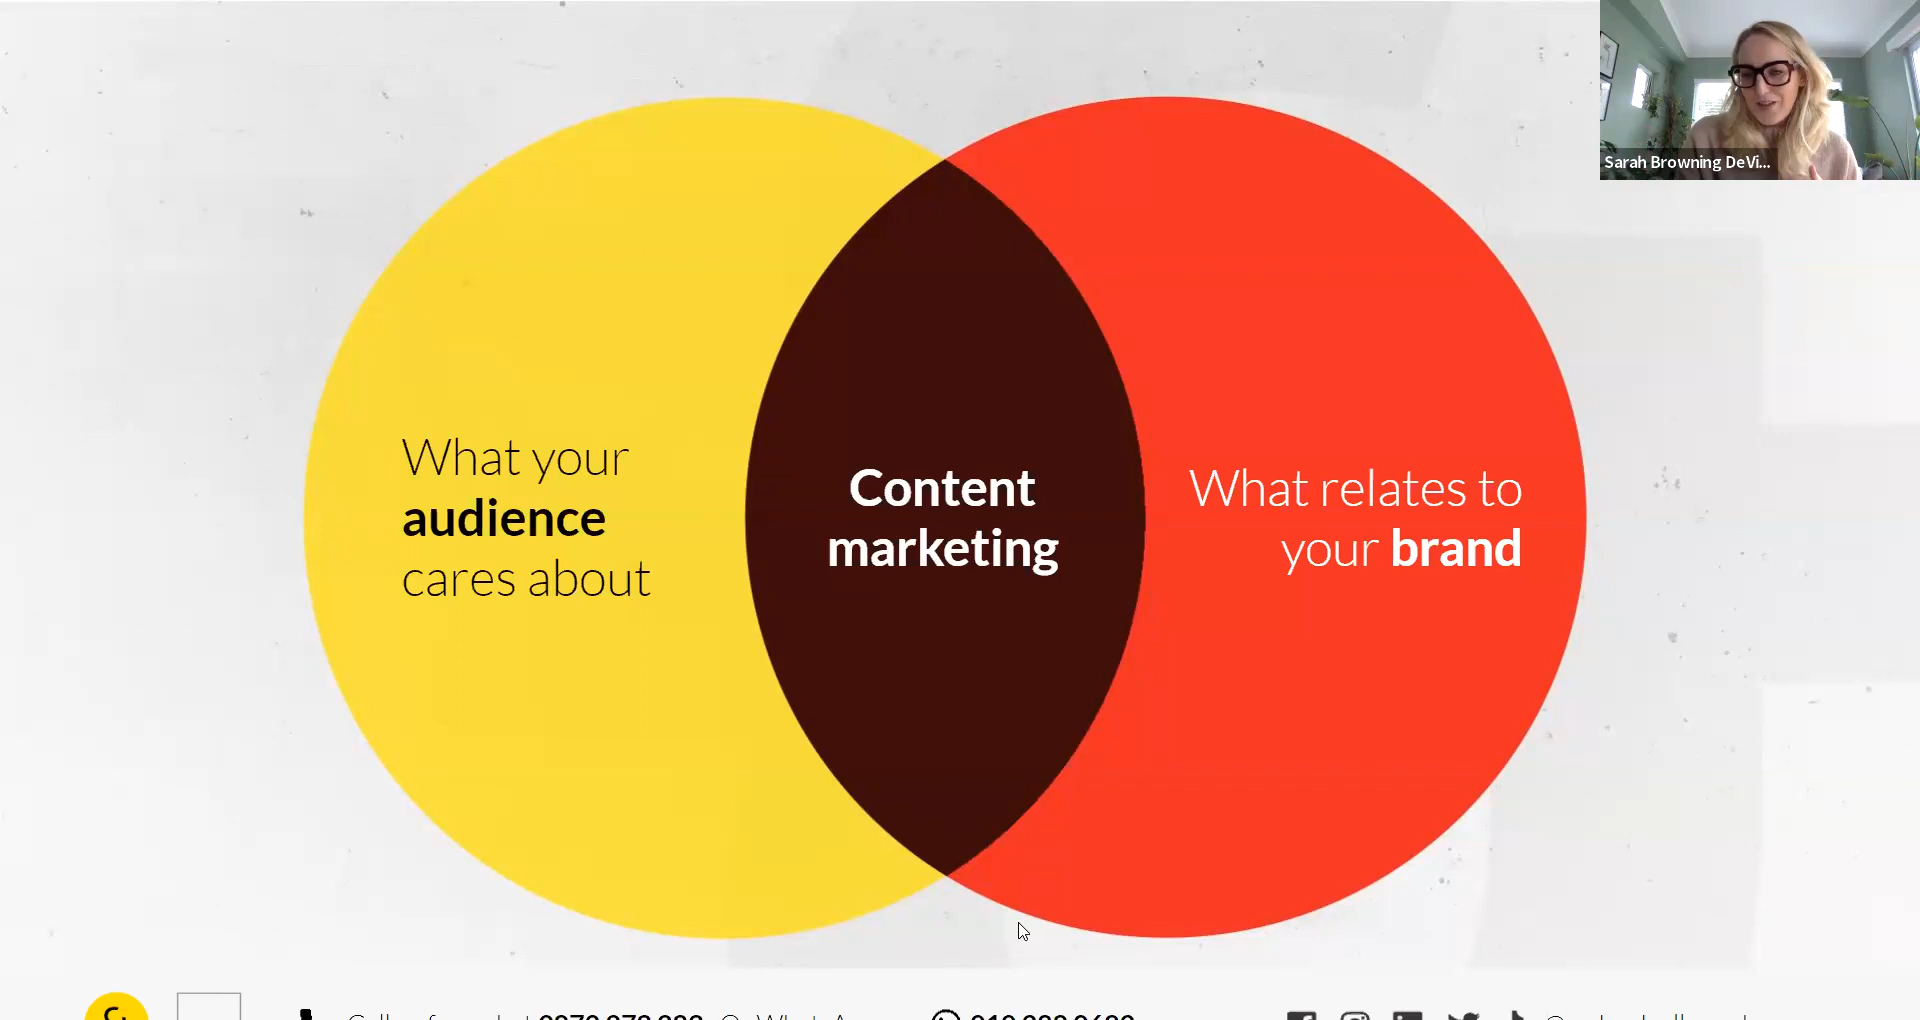 Sarah Browning DeVi...
What your
audience
cares about
Content
marketing
What relates to
your brand